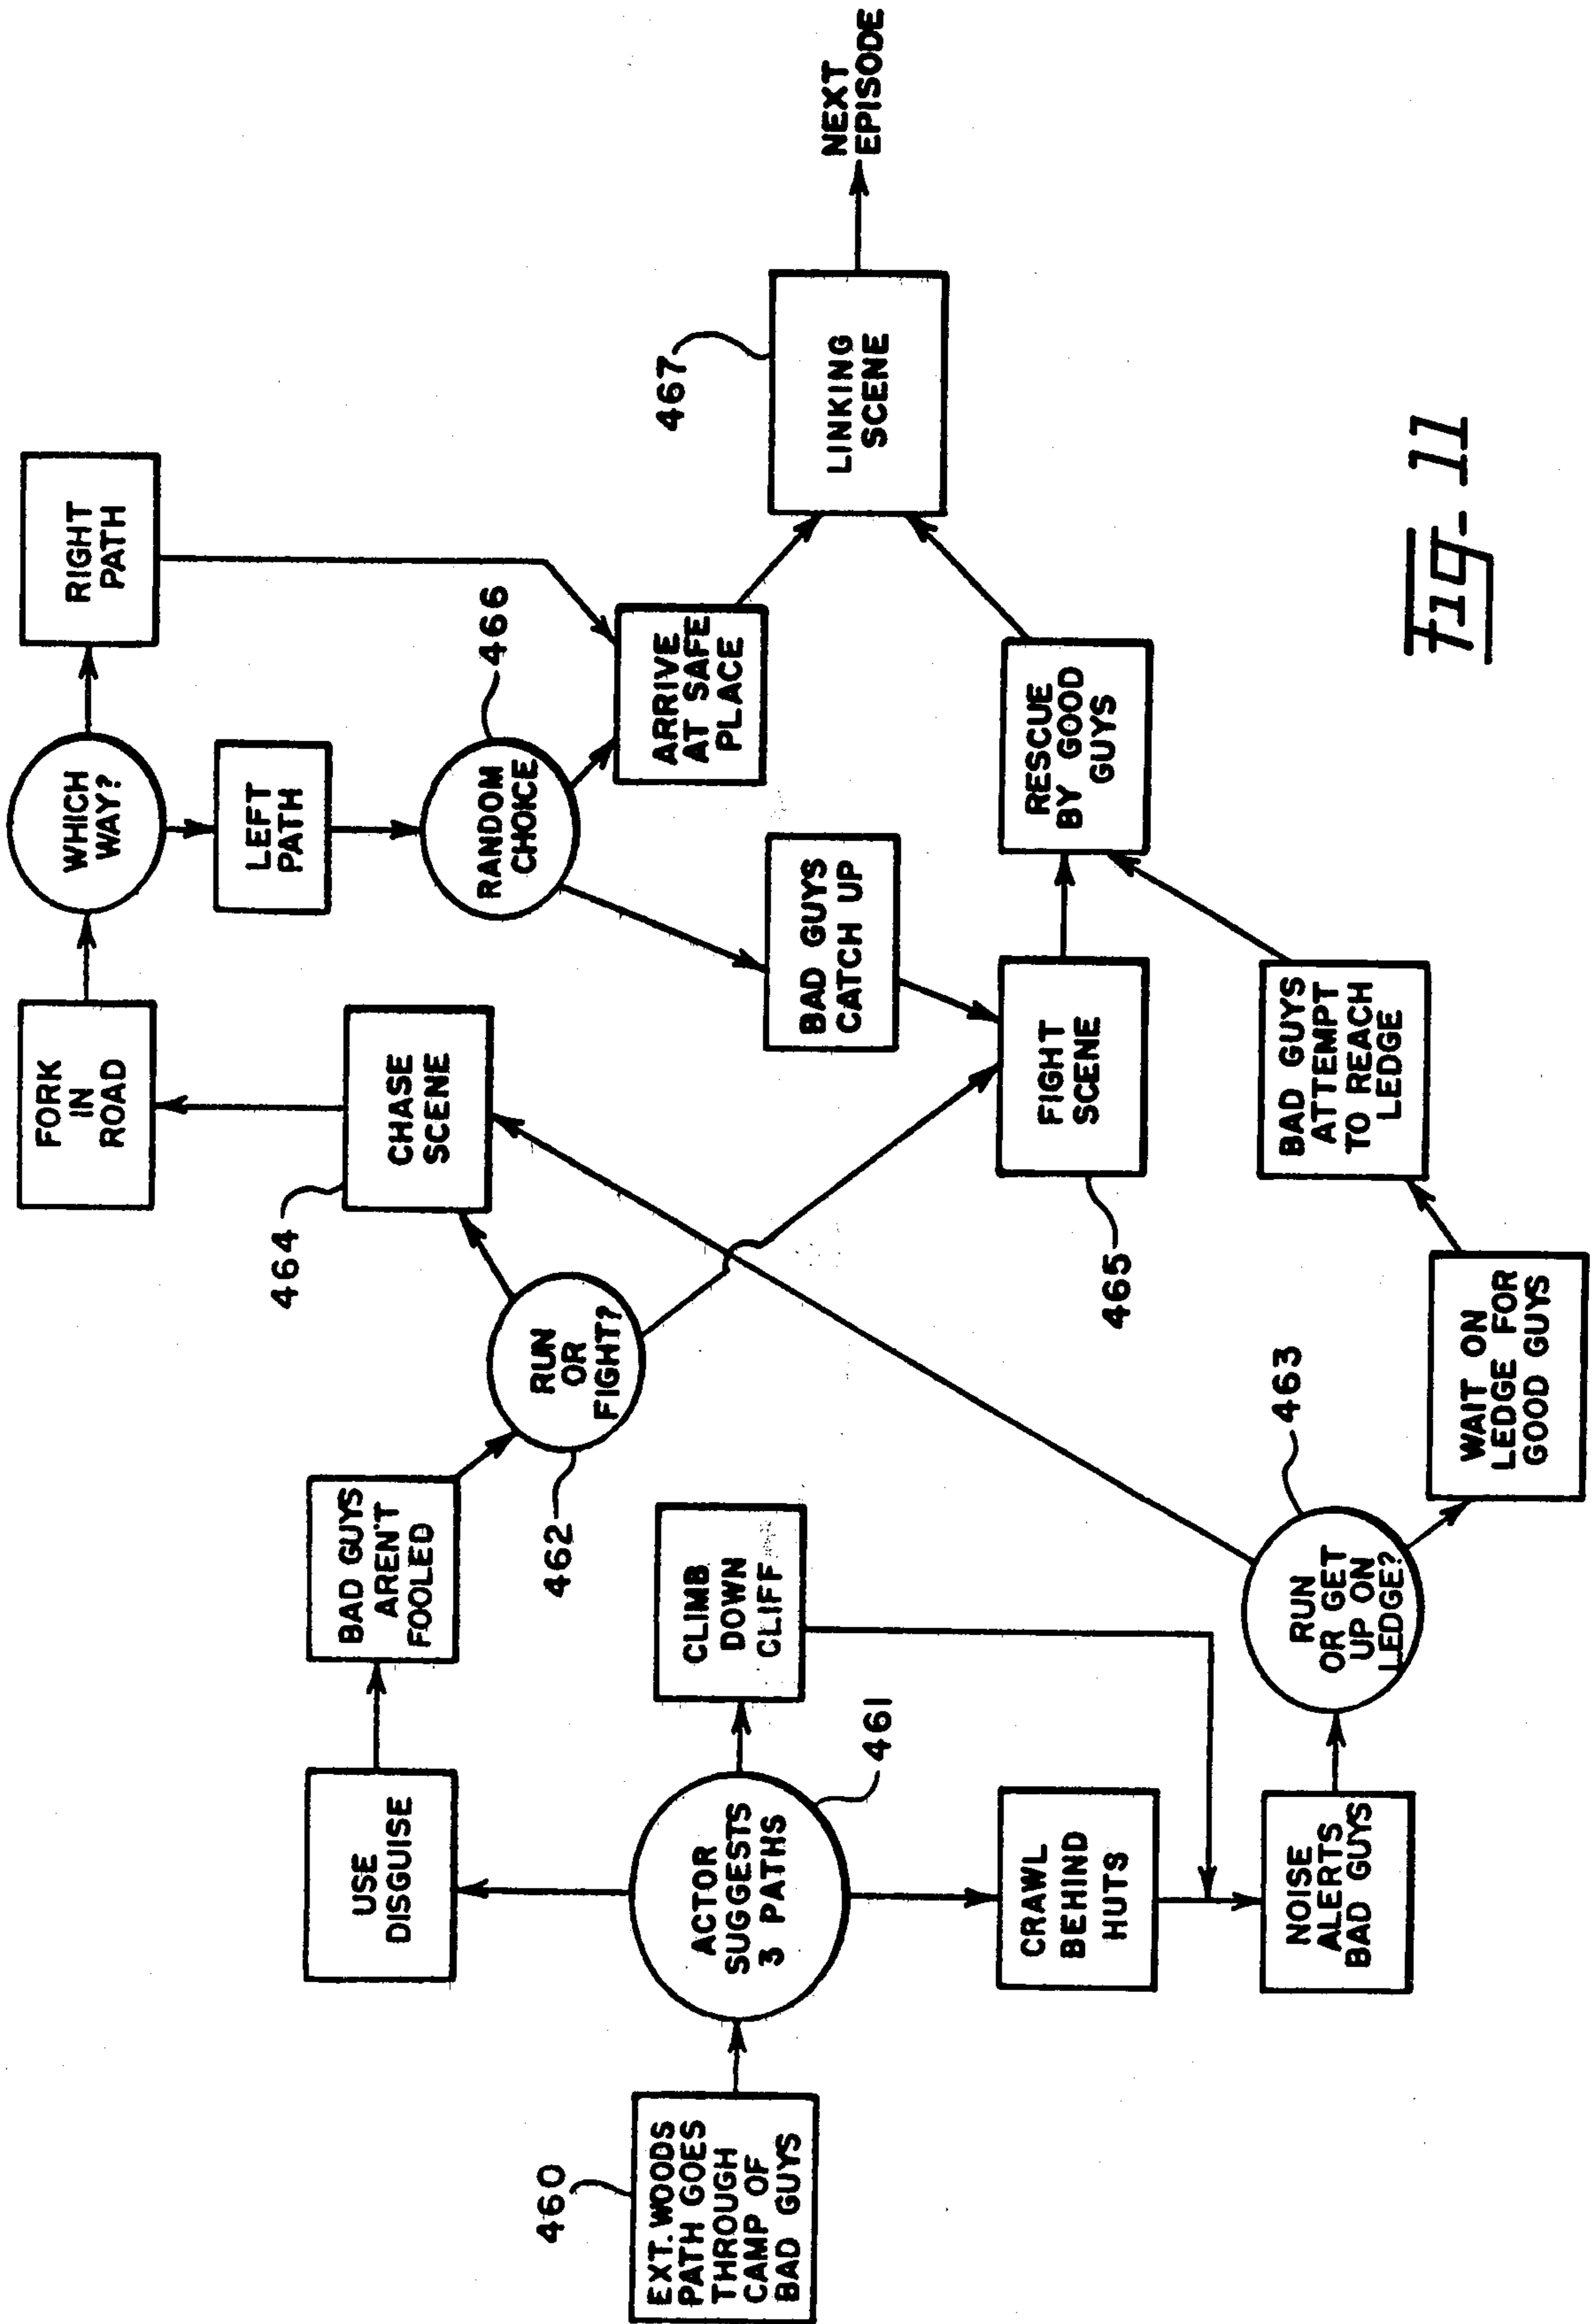 460
EXT. WOODS
PATH GOES
THROUGH
CAMP OF
BAD GUYS
ACTOR
SUGGESTS
3 PATHS
461
USE
DISGUISE
BAD GUYS
AREN'T
FOOLED
CLIMB
DOWN
CLIFF
CRAWL
BEHIND
HUTS
NOISE
ALERTS
BAD GUYS
RUN
OR
FIGHT?
462
RUN
OR GET
UP ON
LEDGE?
463
464
CHASE
SCENE
FORK
IN
ROAD
WHICH
WAY?
RIGHT
PATH
LEFT
PATH
RANDOM
CHOICE
466
BAD GUYS
CATCH UP
ARRIVE
AT SAFE
PLACE
FIGHT
SCENE
465
WAIT ON
LEDGE FOR
GOOD GUYS
BAD GUYS
ATTEMPT
TO REACH
LEDGE
RESCUE
BY GOOD
GUYS
467
LINKING
SCENE
NEXT
EPISODE
Fig- 11